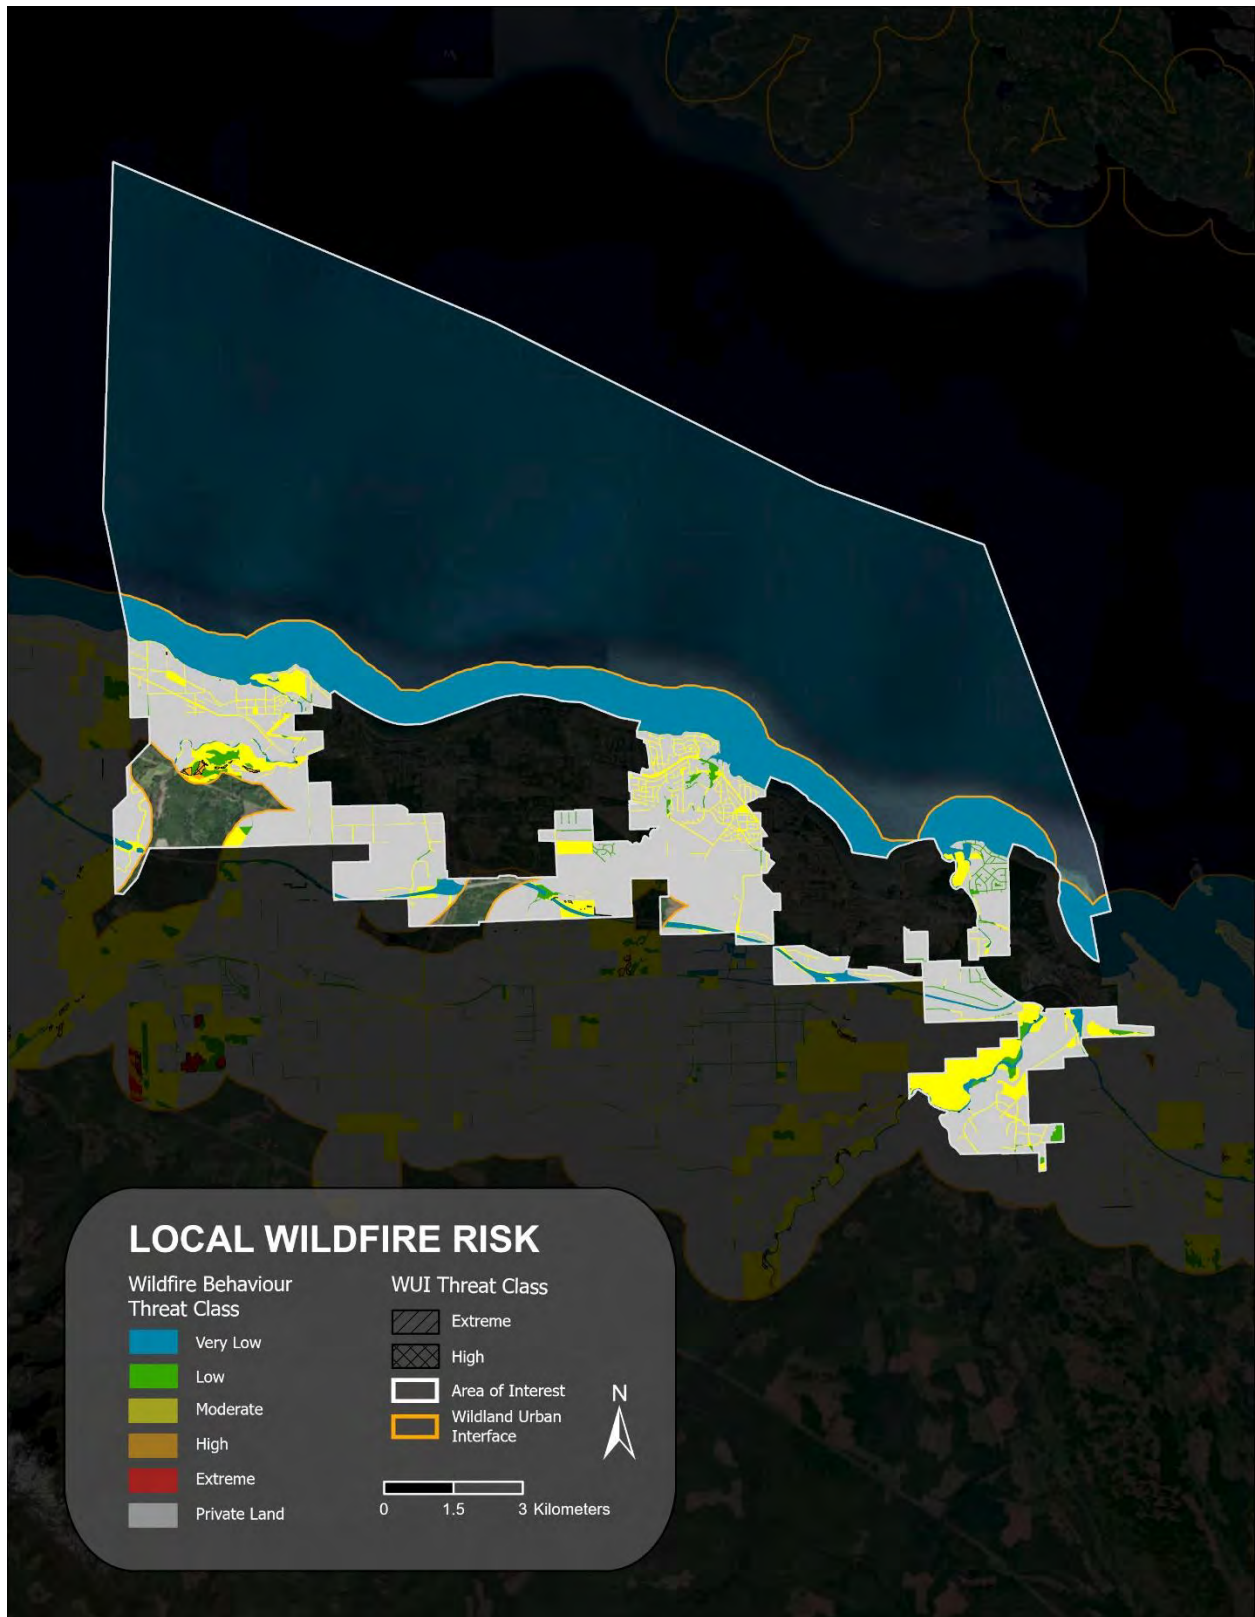 LOCAL WILDFIRE RISK
Wildfire Behaviour
Threat Class
Very Low
Low
Moderate
High
Extreme
Private Land
WUI Threat Class
Extreme
High
Area of Interest
Wildland Urban
Interface
N
0 1.5 3 Kilometers